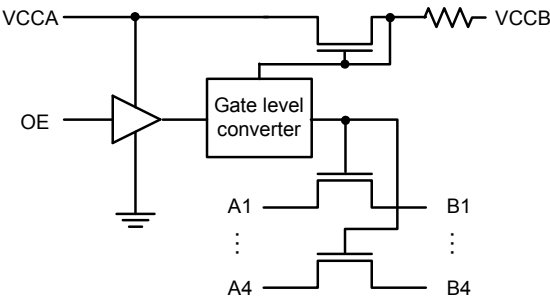 VCCA
VCCB
OE
Gate level
converter
A1
B1
⋮
⋮
A4
B4